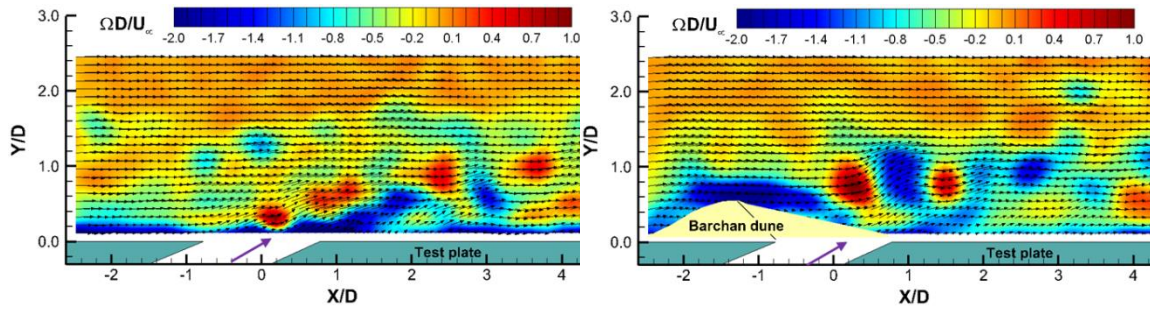 ΩD/U∞
-2.0 -1.7 -1.4 -1.1 -0.8 -0.5 -0.2 0.1 0.4 0.7 1.0
3.0
2.0
1.0
0.0
Y/D
Test plate
-2 -1 0 1 2 3 4
X/D
ΩD/U∞
-2.0 -1.7 -1.4 -1.1 -0.8 -0.5 -0.2 0.1 0.4 0.7 1.0
3.0
2.0
1.0
0.0
Y/D
Barchan dune
Test plate
-2 -1 0 1 2 3 4
X/D